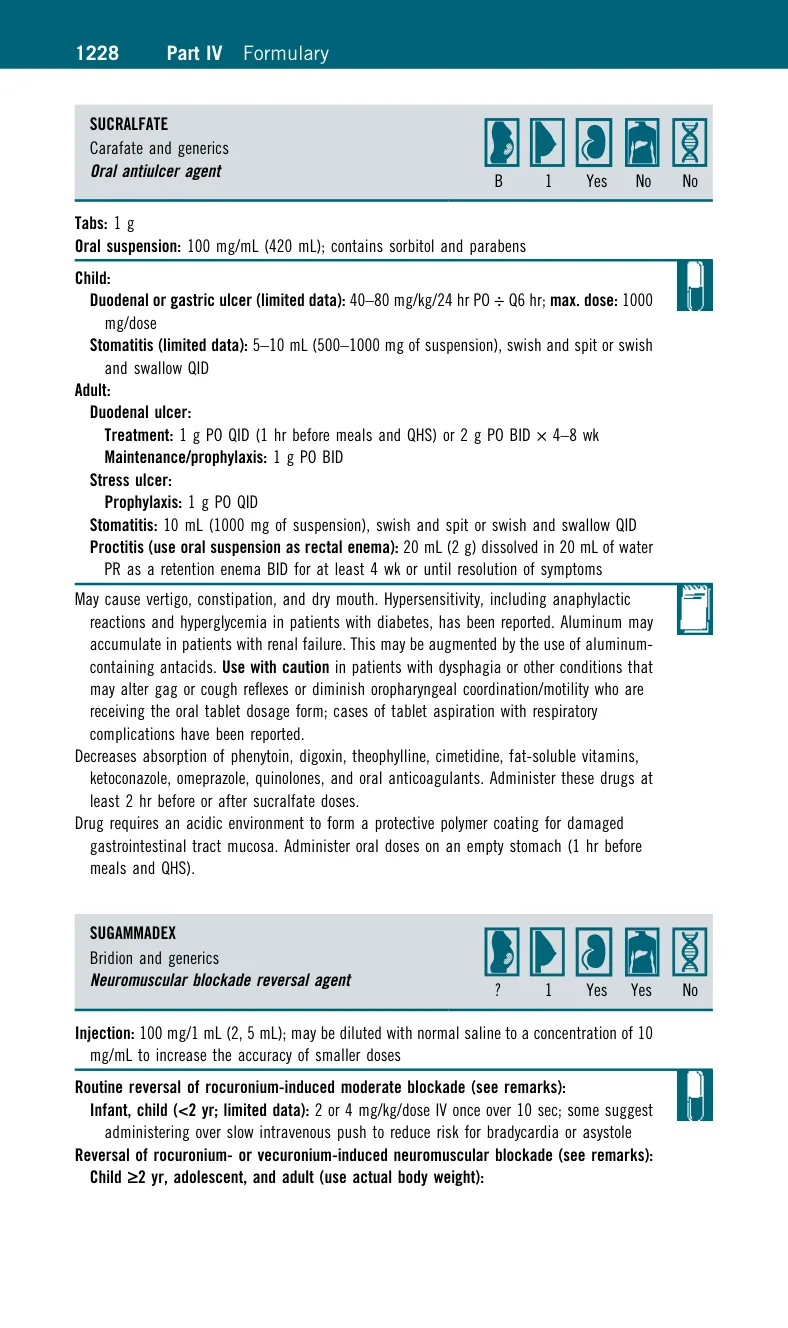 1228 Part IV Formulary
SUCRALFATE
Carafate and generics
Oral antiulcer agent
B 1 Yes No No
Tabs: 1 g
Oral suspension: 100 mg/mL (420 mL); contains sorbitol and parabens
Child:
Duodenal or gastric ulcer (limited data): 40–80 mg/kg/24 hr PO ÷ Q6 hr; max. dose: 1000
mg/dose
Stomatitis (limited data): 5–10 mL (500–1000 mg of suspension), swish and spit or swish
and swallow QID
Adult:
Duodenal ulcer:
Treatment: 1 g PO QID (1 hr before meals and QHS) or 2 g PO BID × 4–8 wk
Maintenance/prophylaxis: 1 g PO BID
Stress ulcer:
Prophylaxis: 1 g PO QID
Stomatitis: 10 mL (1000 mg of suspension), swish and spit or swish and swallow QID
Proctitis (use oral suspension as rectal enema): 20 mL (2 g) dissolved in 20 mL of water
PR as a retention enema BID for at least 4 wk or until resolution of symptoms
May cause vertigo, constipation, and dry mouth. Hypersensitivity, including anaphylactic
reactions and hyperglycemia in patients with diabetes, has been reported. Aluminum may
accumulate in patients with renal failure. This may be augmented by the use of aluminum-
containing antacids. Use with caution in patients with dysphagia or other conditions that
may alter gag or cough reflexes or diminish oropharyngeal coordination/motility who are
receiving the oral tablet dosage form; cases of tablet aspiration with respiratory
complications have been reported.
Decreases absorption of phenytoin, digoxin, theophylline, cimetidine, fat-soluble vitamins,
ketoconazole, omeprazole, quinolones, and oral anticoagulants. Administer these drugs at
least 2 hr before or after sucralfate doses.
Drug requires an acidic environment to form a protective polymer coating for damaged
gastrointestinal tract mucosa. Administer oral doses on an empty stomach (1 hr before
meals and QHS).
SUGAMMADEX
Bridion and generics
Neuromuscular blockade reversal agent
? 1 Yes Yes No
Injection: 100 mg/1 mL (2, 5 mL); may be diluted with normal saline to a concentration of 10
mg/mL to increase the accuracy of smaller doses
Routine reversal of rocuronium-induced moderate blockade (see remarks):
Infant, child (<2 yr; limited data): 2 or 4 mg/kg/dose IV once over 10 sec; some suggest
administering over slow intravenous push to reduce risk for bradycardia or asystole
Reversal of rocuronium- or vecuronium-induced neuromuscular blockade (see remarks):
Child ≥2 yr, adolescent, and adult (use actual body weight):